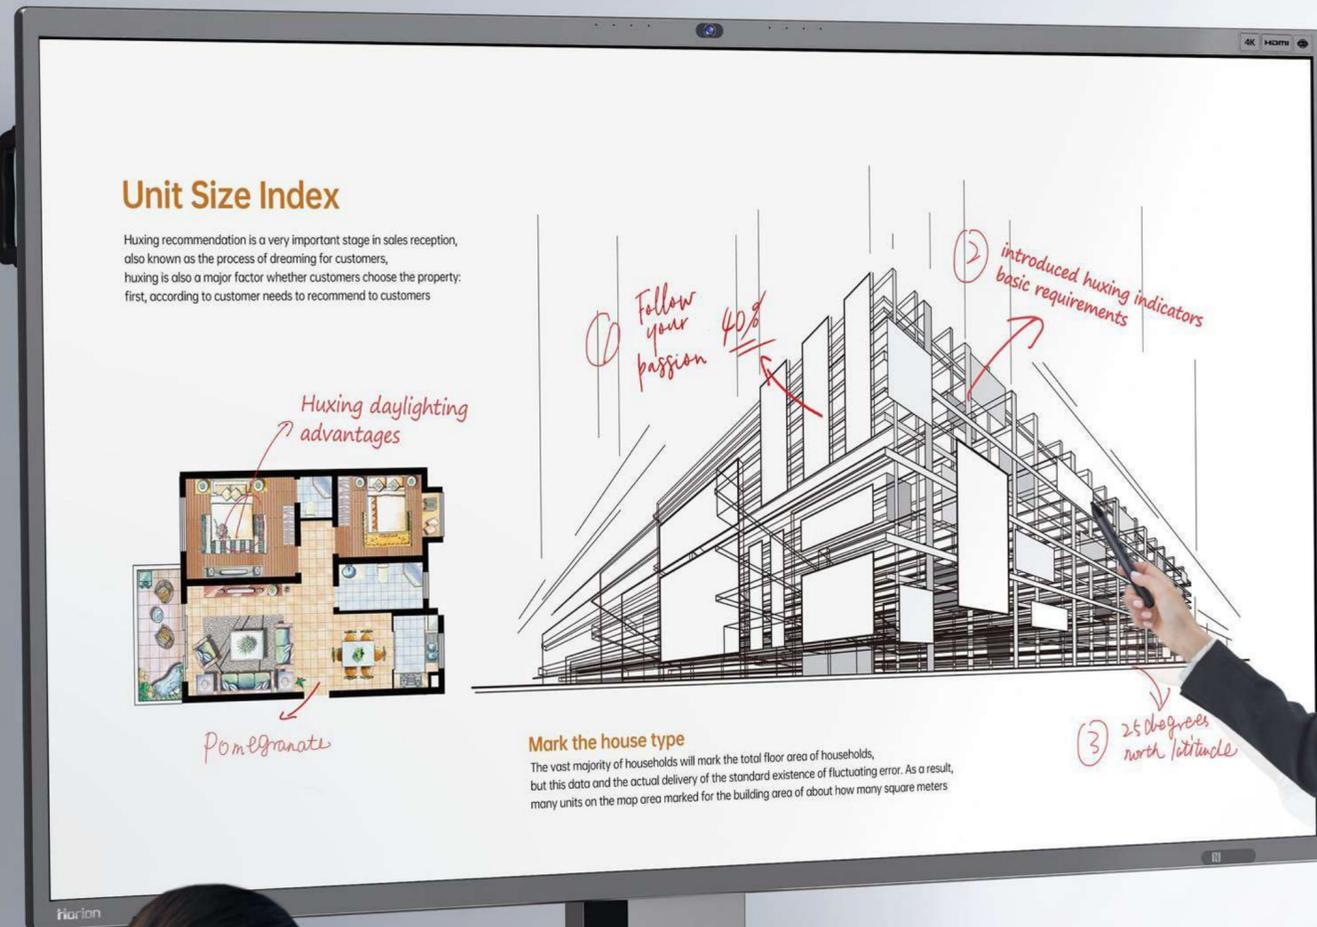 4K HDMI
Unit Size Index
Huxing recommendation is a very important stage in sales reception,
also known as the process of dreaming for customers,
huxing is also a major factor whether customers choose the property:
first, according to customer needs to recommend to customers
① Follow
your
passion
40%
② introduced huxing indicators
basic requirements
Huxing daylighting
advantages
Pomegranate
Mark the house type
The vast majority of households will mark the total floor area of households,
but this data and the actual delivery of the standard existence of fluctuating error. As a result,
many units on the map area marked for the building area of about how many square meters
③ 25 degrees
north latitude
Horion